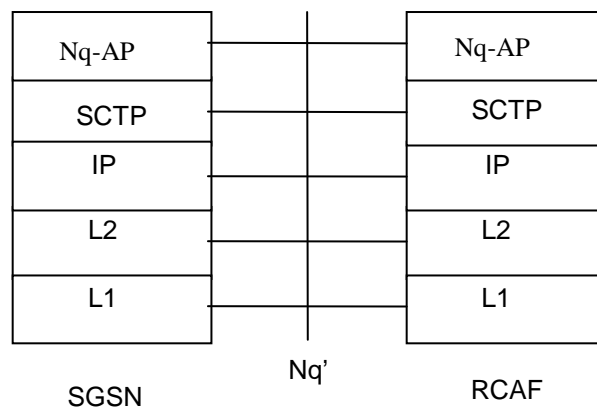 Nq-AP Nq-AP
SCTP SCTP
IP IP
L2 L2
L1 L1
Nq’
SGSN RCAF